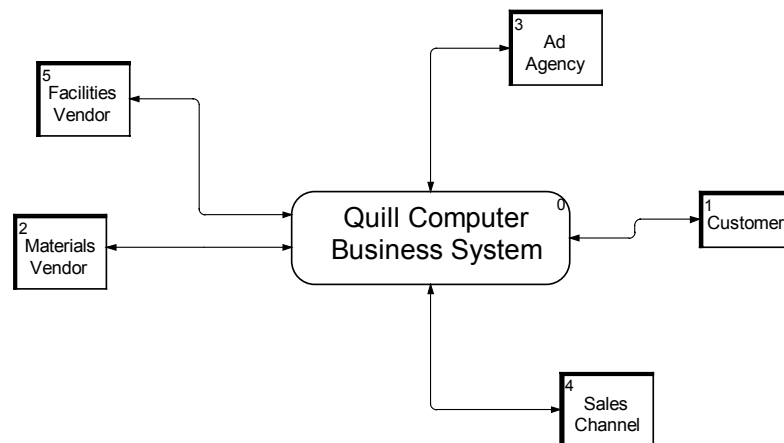 3
Ad
Agency
5
Facilities
Vendor
0
Quill Computer
Business System
1
Customer
2
Materials
Vendor
4
Sales
Channel